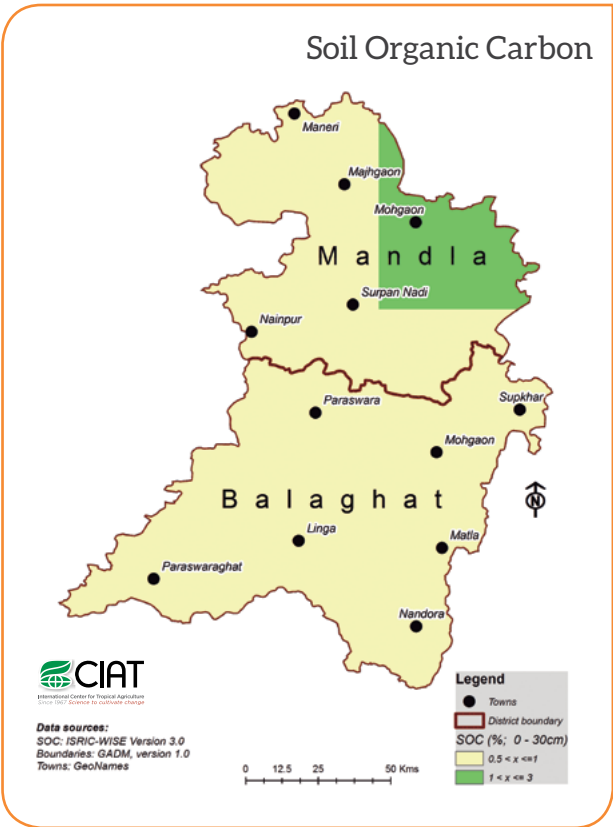 Soil Organic Carbon
Maneri
Majhgaon
Mohgaon
Mandla
Surpan Nadi
Nainpur
Paraswara
Supkhar
Mohgaon
Balaghat
N
Linga
Matla
Paraswaraghat
Nandora
CIAT
International Center for Tropical Agriculture
Since 1967 Science to cultivate change
Data sources:
SOC: ISRIC-WISE Version 3.0
Boundaries: GADM, version 1.0
Towns: GeoNames
0 12.5 25 50 Kms
Legend
Towns
District boundary
SOC (%; 0 - 30cm)
0.5 < x <=1
1 < x <= 3